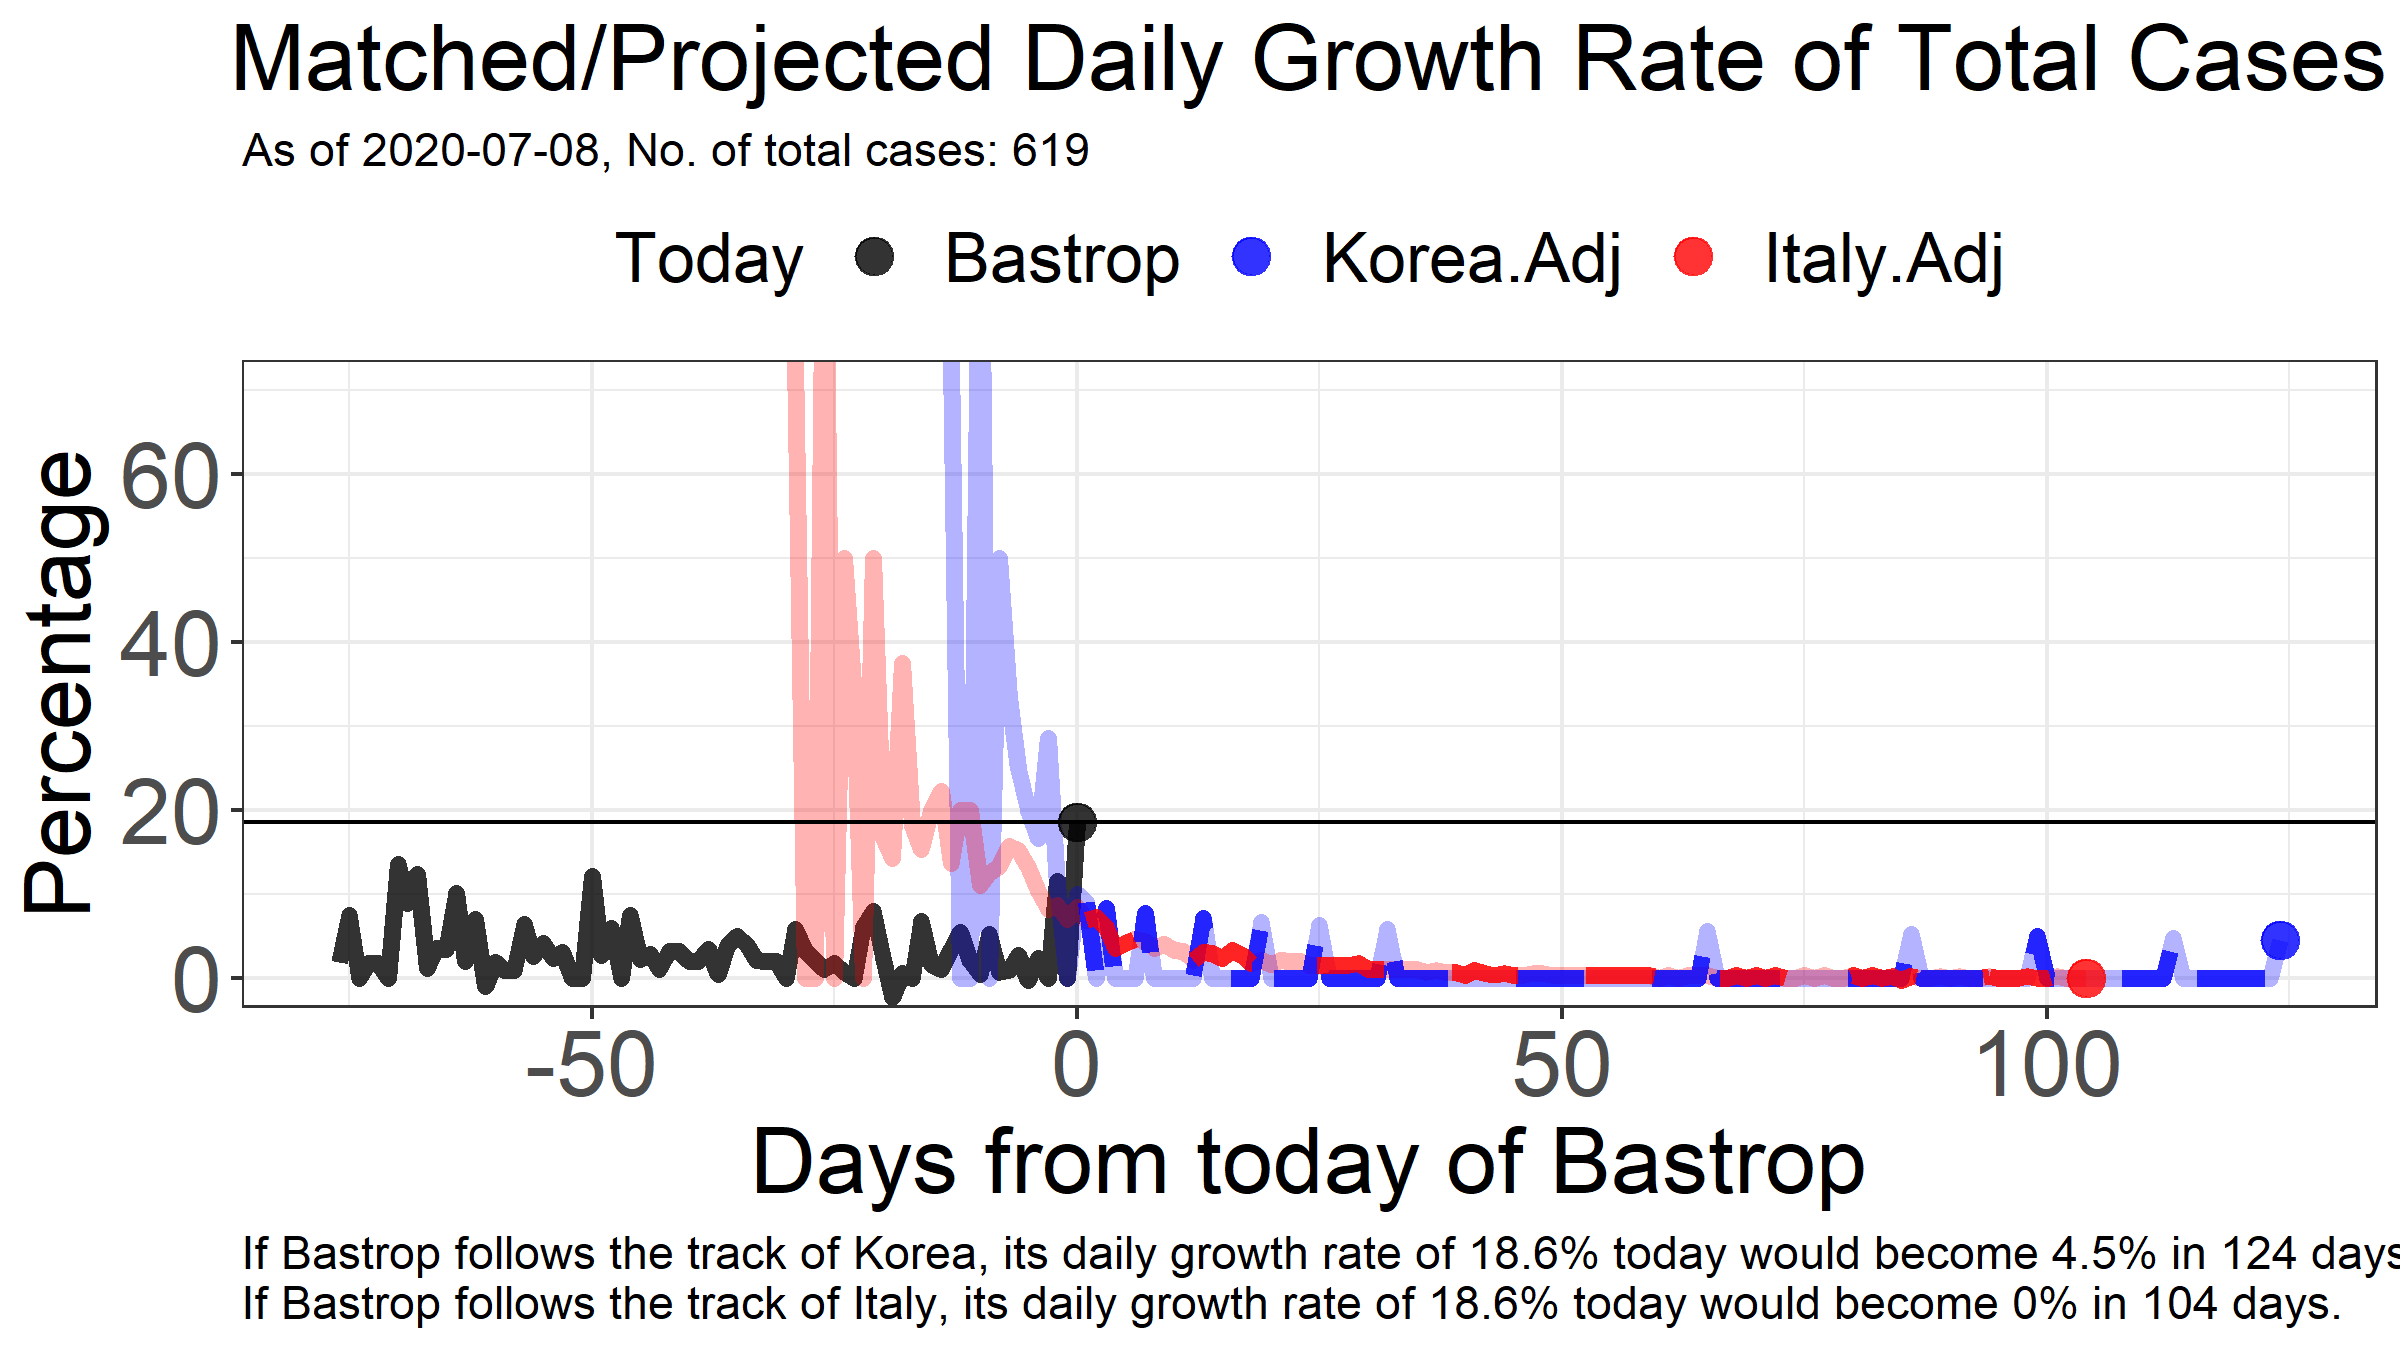 Matched/Projected Daily Growth Rate of Total Cases
As of 2020-07-08, No. of total cases: 619
Today Bastrop Korea.Adj Italy.Adj
Percentage
60
40
20
0
-50 0 50 100
Days from today of Bastrop
If Bastrop follows the track of Korea, its daily growth rate of 18.6% today would become 4.5% in 124 days
If Bastrop follows the track of Italy, its daily growth rate of 18.6% today would become 0% in 104 days.